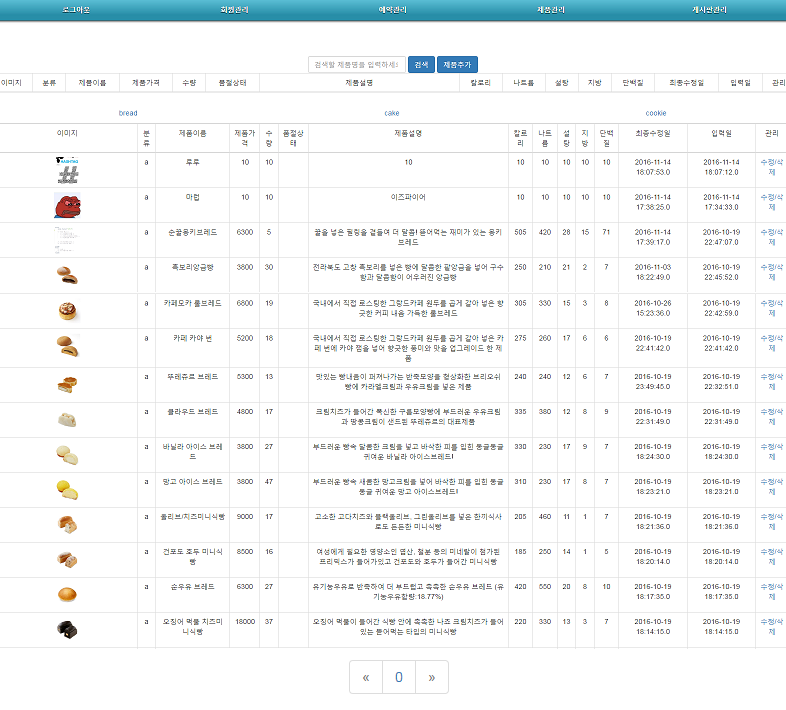 로그아웃 회원관리 예약관리 제품관리 게시판관리
검색할 제품명을 입력하세요 검색 제품추가
이미지 분류 제품이름 제품가격 수량 품절상태 제품설명 칼로리 나트륨 설탕 지방 단백질 최종수정일 입력일 관리
bread cake cookie
이미지 분 제품이름 제품가 수 품절상 제품설명 칼로 나트 설 지 단백 최종수정일 입력일 관리
류 격 량 태 리 륨 탕 방 질
a 루루 10 10 10 10 10 10 10 10 2016-11-14 2016-11-14 수정/삭
18:07:53.0 18:07:12.0 제
a 마법 10 10 이즈파이어 10 10 10 10 10 2016-11-14 2016-11-14 수정/삭
17:38:25.0 17:34:33.0 제
a 순꿀몽키브레드 6300 5 꿀을 넣은 필링을 곁들여 더 달콤! 뜯어먹는 재미가 있는 몽키 505 420 28 15 71 2016-11-14 2016-10-19 수정/삭
브레드 17:39:17.0 22:47:07.0 제
a 흑보리앙금빵 3800 30 전라북도 고창 흑보리를 넣은 빵에 달콤한 팥앙금을 넣어 구수 250 210 21 2 7 2016-11-03 2016-10-19 수정/삭
함과 달콤함이 어우러진 앙금빵 18:22:49.0 22:45:52.0 제
a 카페모카 롤브레드 6800 19 국내에서 직접 로스팅한 그랑드카페 원두를 곱게 갈아 넣은 향 305 330 15 3 8 2016-10-26 2016-10-19 수정/삭
긋한 커피 내음 가득한 롤브레드 15:23:36.0 22:42:59.0 제
a 카페 카야 번 5200 18 국내에서 직접 로스팅한 그랑드카페 원두를 곱게 갈아 넣은 카 275 260 17 6 6 2016-10-19 2016-10-19 수정/삭
페 번에 카야 잼을 넣어 향긋한 풍미와 맛을 업그레이드 한 제 22:41:42.0 22:41:42.0 제
품
a 뚜레쥬르 브레드 5300 13 맛있는 빵내음이 퍼져나가는 반죽모양을 형상화한 브리오쉬 240 240 12 6 7 2016-10-19 2016-10-19 수정/삭
빵에 카라멜크림과 우유크림을 넣은 제품 23:49:45.0 22:32:51.0 제
a 클라우드 브레드 4800 17 크림치즈가 들어간 폭신한 구름모양빵에 부드러운 우유크림 335 380 12 8 9 2016-10-19 2016-10-19 수정/삭
과 땅콩크림이 샌드된 뚜레쥬르의 대표제품 22:31:49.0 22:31:49.0 제
a 바닐라 아이스 브레 3800 27 부드러운 빵속 달콤한 크림을 넣고 바삭한 피를 입힌 동글동글 330 230 17 9 7 2016-10-19 2016-10-19 수정/삭
드 귀여운 바닐라 아이스브레드! 18:24:30.0 18:24:30.0 제
a 망고 아이스 브레드 3800 47 부드러운 빵속 새콤한 망고크림을 넣어 바삭한 피를 입힌 동글 310 230 17 8 7 2016-10-19 2016-10-19 수정/삭
동글 귀여운 망고 아이스브레드! 18:23:21.0 18:23:21.0 제
a 올리브/치즈미니식빵 9000 17 고소한 고다치즈와 블랙올리브, 그린올리브를 넣은 한끼식사 205 460 11 1 7 2016-10-19 2016-10-19 수정/삭
로도 든든한 미니식빵 18:21:36.0 18:21:36.0 제
a 건포도 호두 미니식 8500 16 여성에게 필요한 영양소인 엽산, 철분 등의 미네랄이 첨가된 185 250 14 1 5 2016-10-19 2016-10-19 수정/삭
빵 프리믹스가 들어가있고 건포도와 호두가 들어간 미니식빵 18:20:14.0 18:20:14.0 제
a 순우유 브레드 6300 27 유기농우유로 반죽하여 더 부드럽고 촉촉한 순우유 브레드 (유 420 550 20 8 10 2016-10-19 2016-10-19 수정/삭
기농우유함량:18.77%) 18:17:35.0 18:17:35.0 제
a 오징어 먹물 치즈미 18000 37 오징어 먹물이 들어간 식빵 안에 촉촉한 나쵸 크림치즈가 들어 220 330 13 3 7 2016-10-19 2016-10-19 수정/삭
니식빵 있는 뜯어먹는 타입의 미니식빵 18:14:15.0 18:14:15.0 제
« 0 »